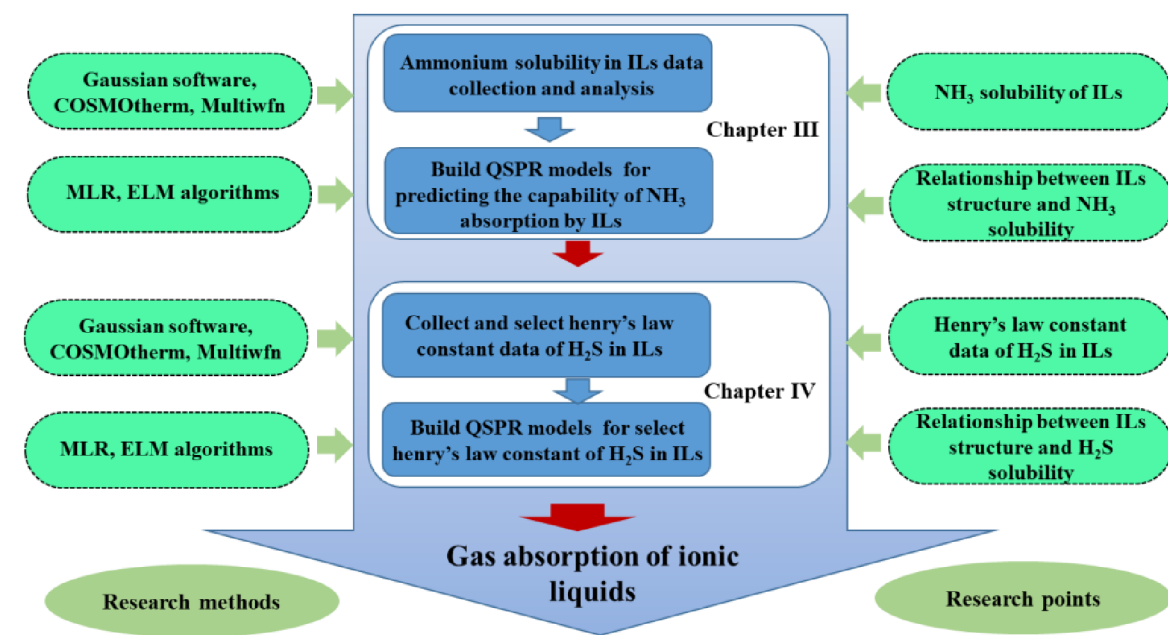 Gaussian software,
COSMOtherm, Multiwfn
MLR, ELM algorithms
Gaussian software,
COSMOtherm, Multiwfn
MLR, ELM algorithms
Research methods
Ammonium solubility in ILs data
collection and analysis
Chapter III
Build QSPR models for
predicting the capability of NH₃
absorption by ILs
Collect and select henry's law
constant data of H₂S in ILs
Chapter IV
Build QSPR models for select
henry's law constant of H₂S in ILs
Gas absorption of ionic
liquids
NH₃ solubility of ILs
Relationship between ILs
structure and NH₃
solubility
Henry's law constant
data of H₂S in ILs
Relationship between ILs
structure and H₂S
solubility
Research points